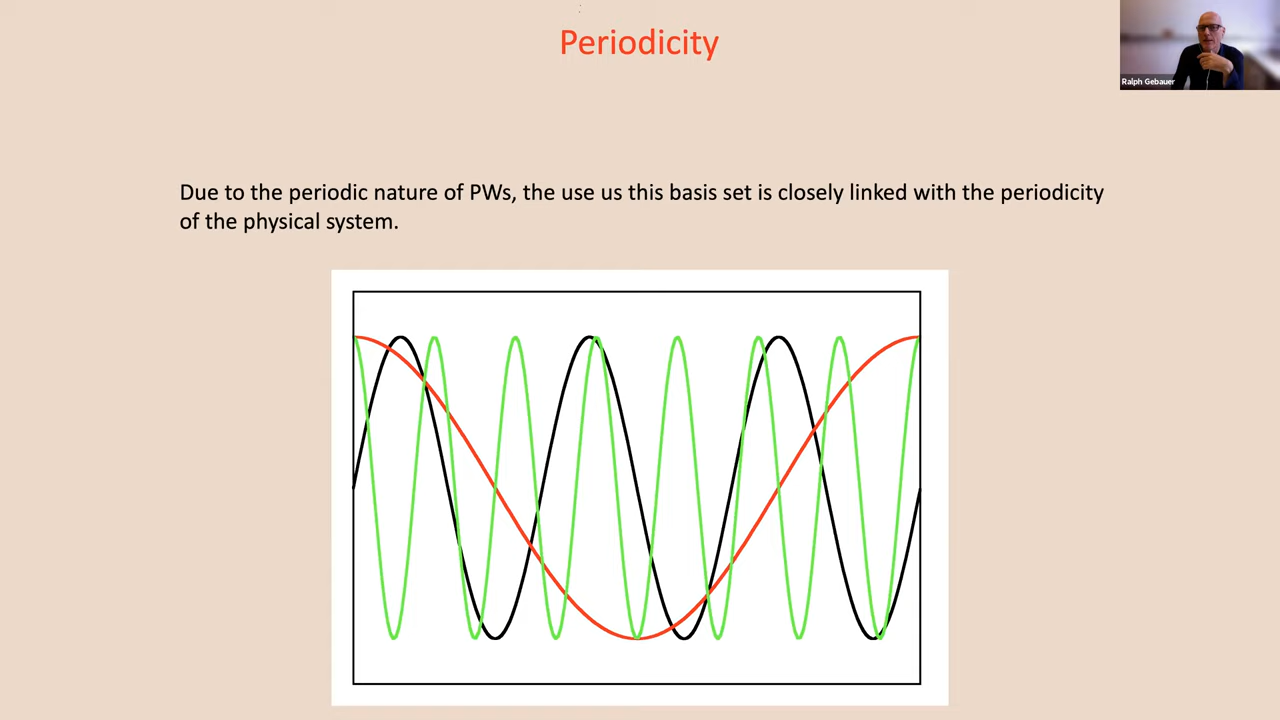 Periodicity
Ralph Gebauer
Due to the periodic nature of PWs, the use us this basis set is closely linked with the periodicity
of the physical system.